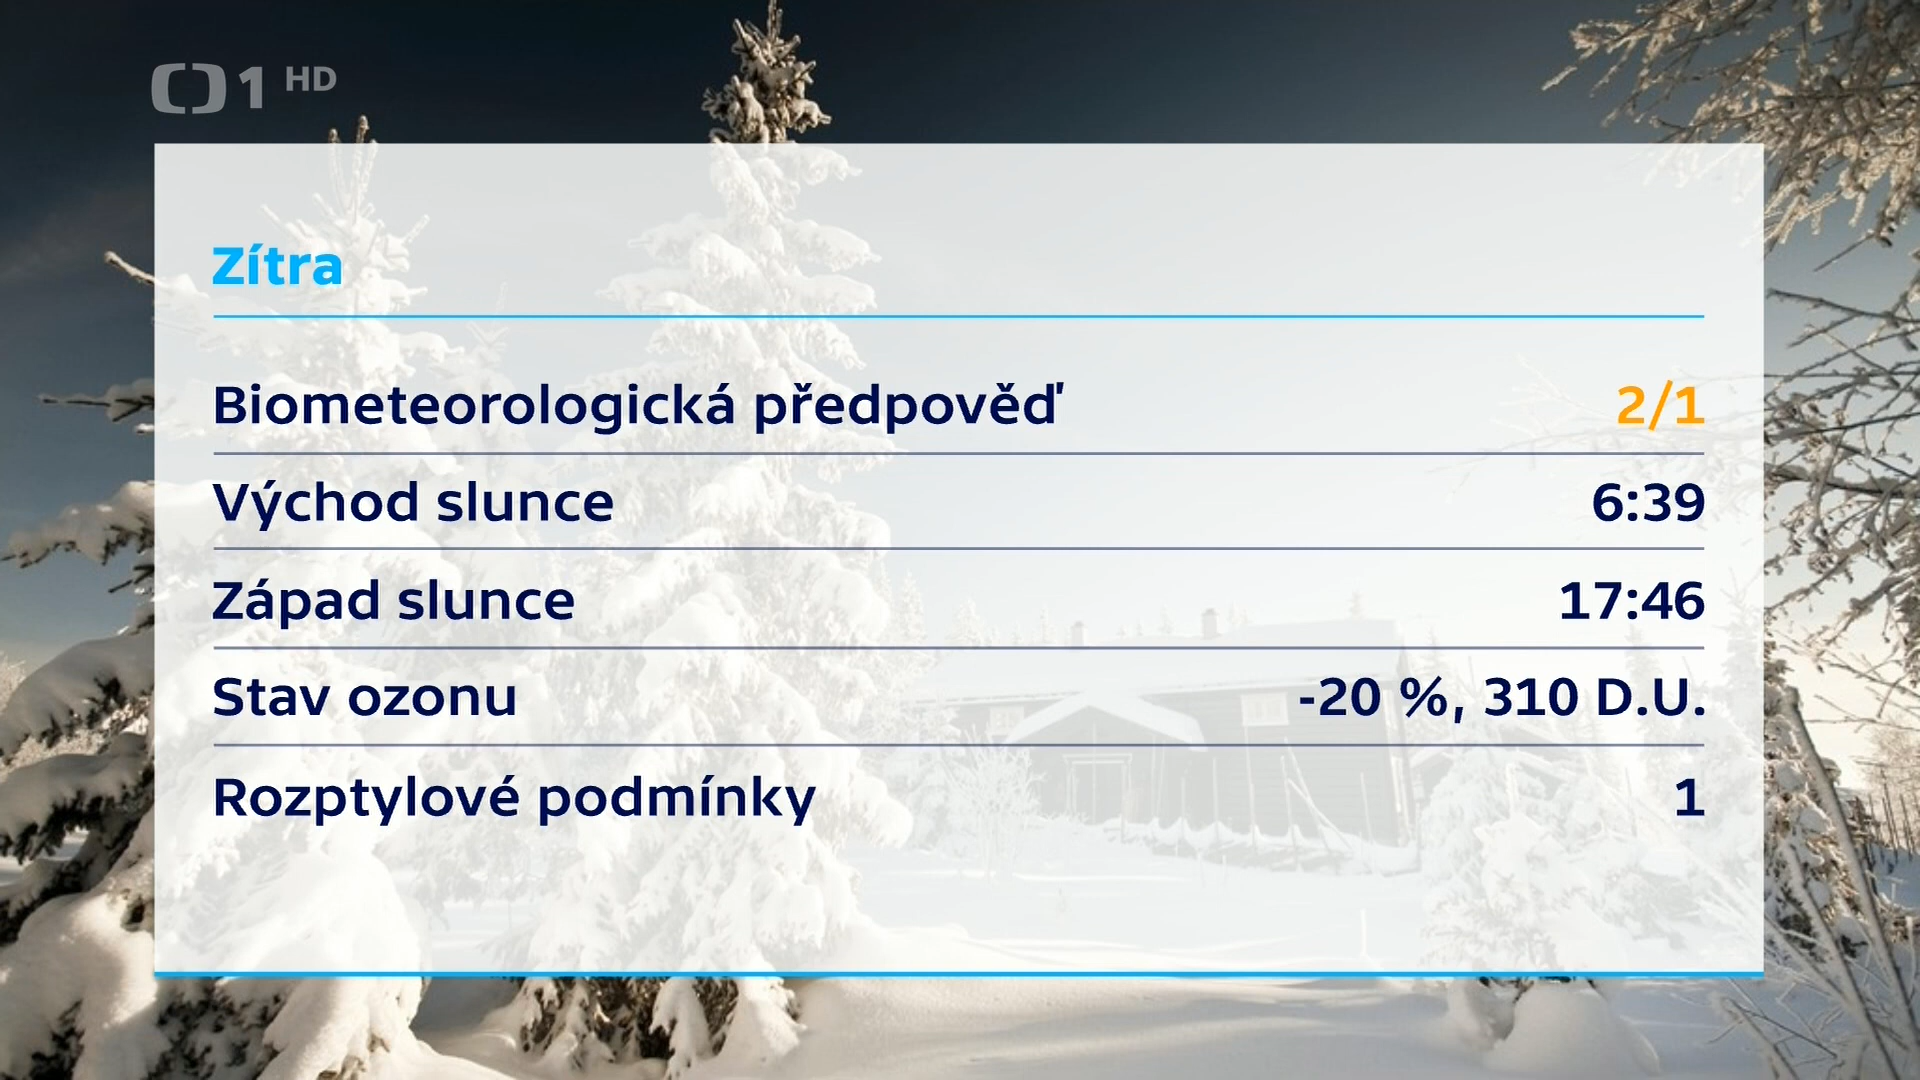 1 HD
Zítra
Biometeorologická předpověď 2/1
Východ slunce 6:39
Západ slunce 17:46
Stav ozonu -20 %, 310 D.U.
Rozptylové podmínky 1